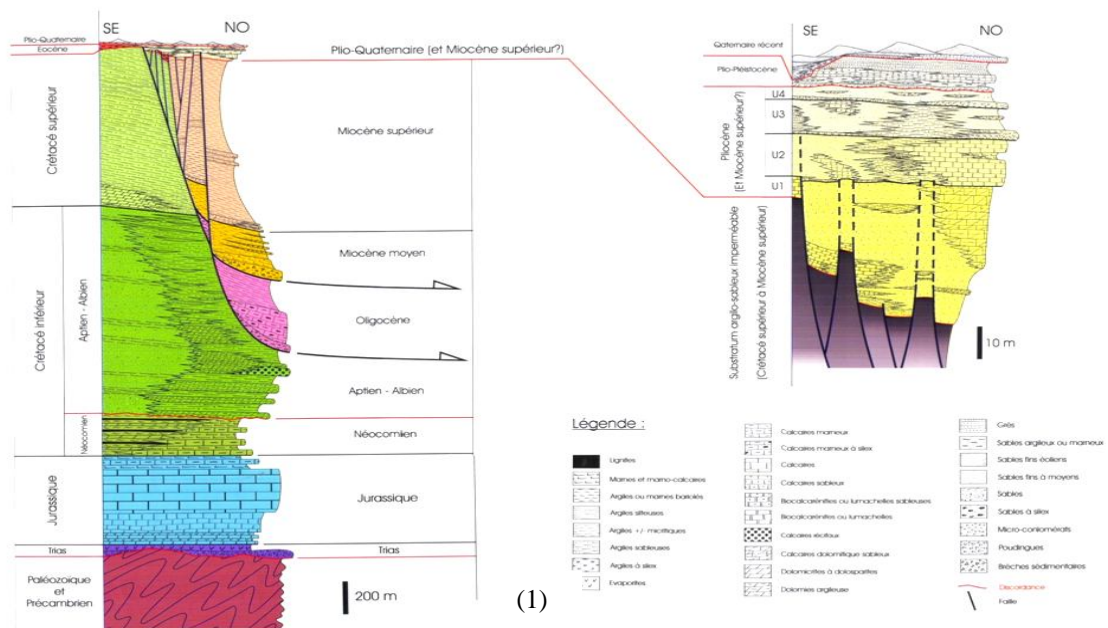 SE
NO
Plio-Quaternaire
Eocène
Crétacé supérieur
Crétacé inférieur
Aptien - Albien
Néocomien
Jurassique
Trias
Paléozoïque
et
Précambrien
Plio-Quaternaire (et Miocène supérieur?)
Miocène supérieur
Miocène moyen
Oligocène
Aptien - Albien
Néocomien
Jurassique
Trias
200 m
(1)
SE
NO
Qaternaire récent
Plio-Pléistocène
U4
U3
U2
U1
Pliocène
(Et Miocène supérieur?)
Substratum argilo-sableux imperméable
(Crétacé supérieur à Miocène supérieur)
10 m
Légende :
Lignites
Marnes et marno-calcaires
Argiles ou marnes bariolés
Argiles silteuses
Argiles +/- micritiques
Argiles sableuses
Argiles à silex
Evaporites
Calcaires marneux
Calcaires marneux à silex
Calcaires
Calcaires sableux
Biocalcarénites ou lumachelles sableuses
Biocalcarénites ou lumachelles
Calcaires récifaux
Calcaires dolomitique sableux
Dolomicrites à dolosparites
Dolomies argileuse
Grès
Sables argileux ou marneux
Sables fins éoliens
Sables fins à moyens
Sables
Sables à silex
Micro-conlomérats
Poudingues
Brèches sédimentaires
Discordance
Faille